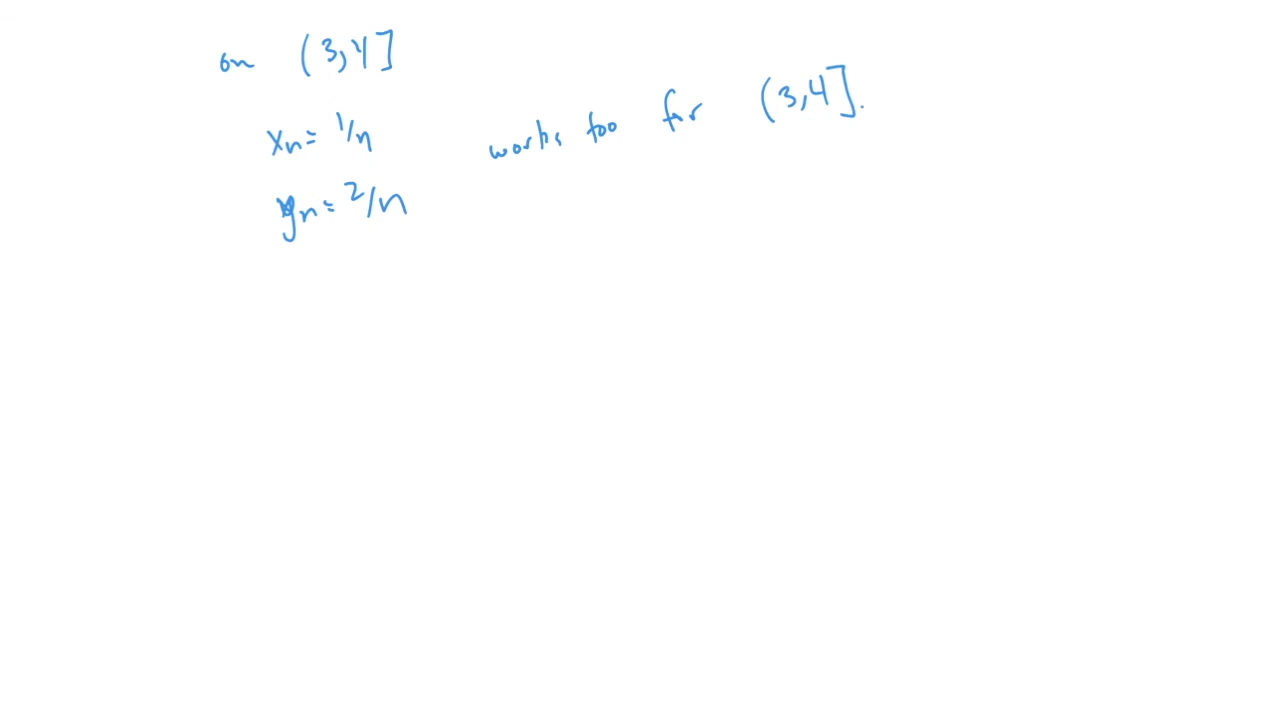 on (3,4]
works too for (3,4].
xn = 1/n
yn = 2/n